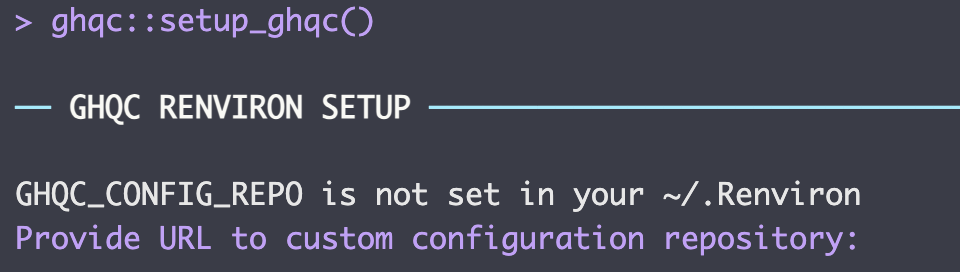 > ghqc::setup_ghqc()
GHQC RENVIRON SETUP
GHQC_CONFIG_REPO is not set in your ~/.Renviron
Provide URL to custom configuration repository: